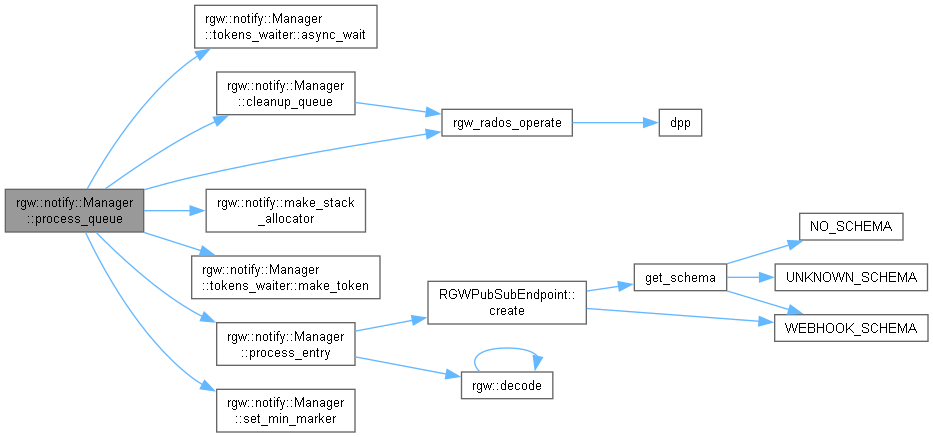 rgw::notify::Manager
::tokens_waiter::async_wait
rgw::notify::Manager
::cleanup_queue
rgw_rados_operate
dpp
rgw::notify::Manager
::process_queue
rgw::notify::make_stack
_allocator
NO_SCHEMA
rgw::notify::Manager
::tokens_waiter::make_token
get_schema
UNKNOWN_SCHEMA
RGWPubSubEndpoint::
create
WEBHOOK_SCHEMA
rgw::notify::Manager
::process_entry
rgw::decode
rgw::notify::Manager
::set_min_marker